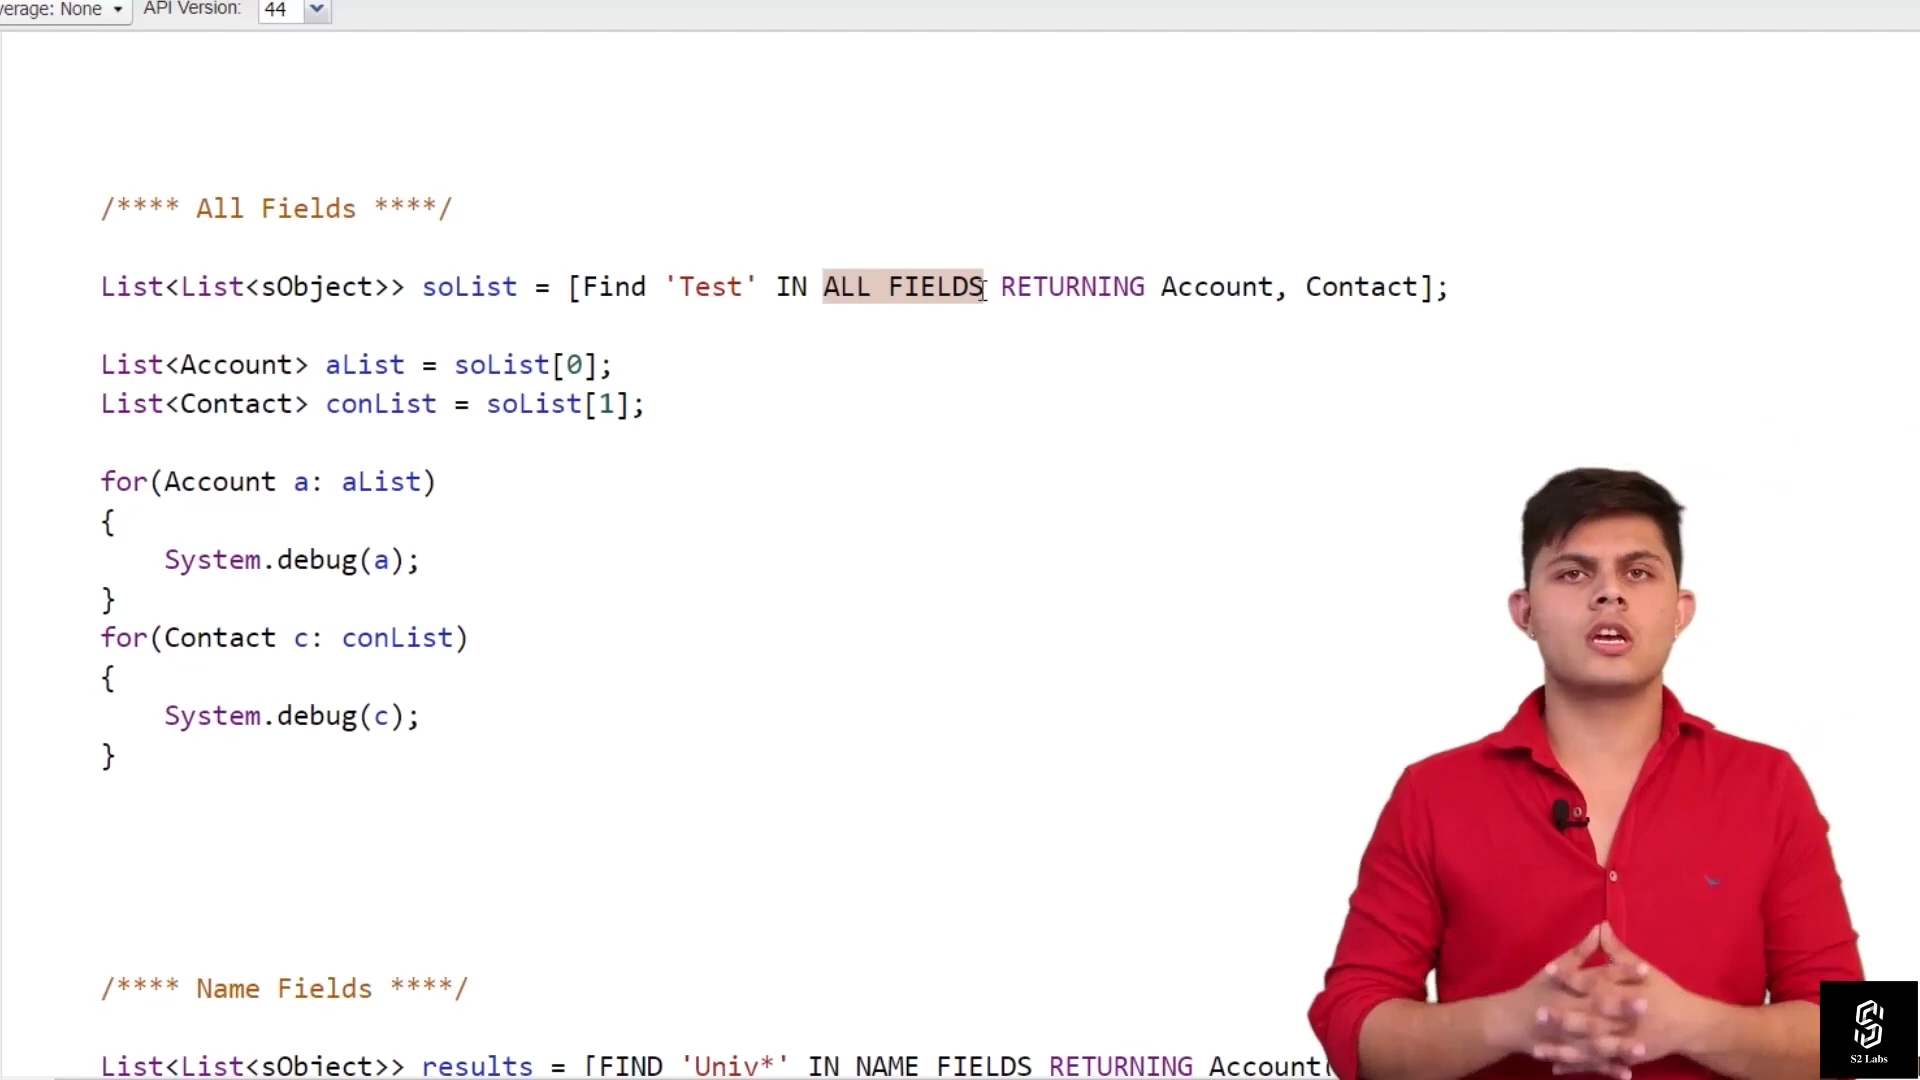 verage: None API Version: 44
/**** All Fields ****/
List<List<sObject>> soList = [Find 'Test' IN ALL FIELDS RETURNING Account, Contact];
List<Account> aList = soList[0];
List<Contact> conList = soList[1];
for(Account a: aList)
{
System.debug(a);
}
for(Contact c: conList)
{
System.debug(c);
}
/**** Name Fields ****/
List<List<sObject>> results = [FIND 'Univ*' IN NAME FIELDS RETURNING Account(
S2 Labs